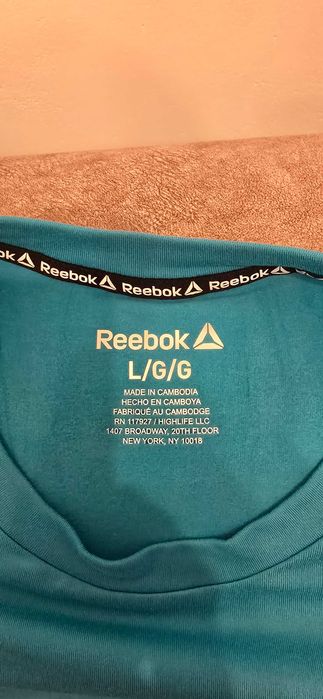 ok Reebok Reebok Reebok
Reebok
L/G/G
MADE IN CAMBODIA
HECHO EN CAMBOYA
FABRIQUÉ AU CAMBODGE
RN 117927 / HIGHLIFE LLC
1407 BROADWAY, 20TH FLOOR
NEW YORK, NY 10018